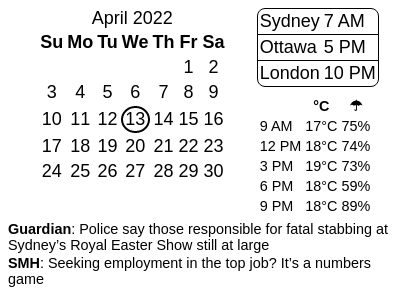 April 2022
Su Mo Tu We Th Fr Sa
1 2
3 4 5 6 7 8 9
10 11 12 13 14 15 16
17 18 19 20 21 22 23
24 25 26 27 28 29 30
Sydney 7 AM
Ottawa 5 PM
London 10 PM
°C ☂
9 AM 17°C 75%
12 PM 18°C 74%
3 PM 19°C 73%
6 PM 18°C 59%
9 PM 18°C 89%
Guardian: Police say those responsible for fatal stabbing at
Sydney’s Royal Easter Show still at large
SMH: Seeking employment in the top job? It’s a numbers
game